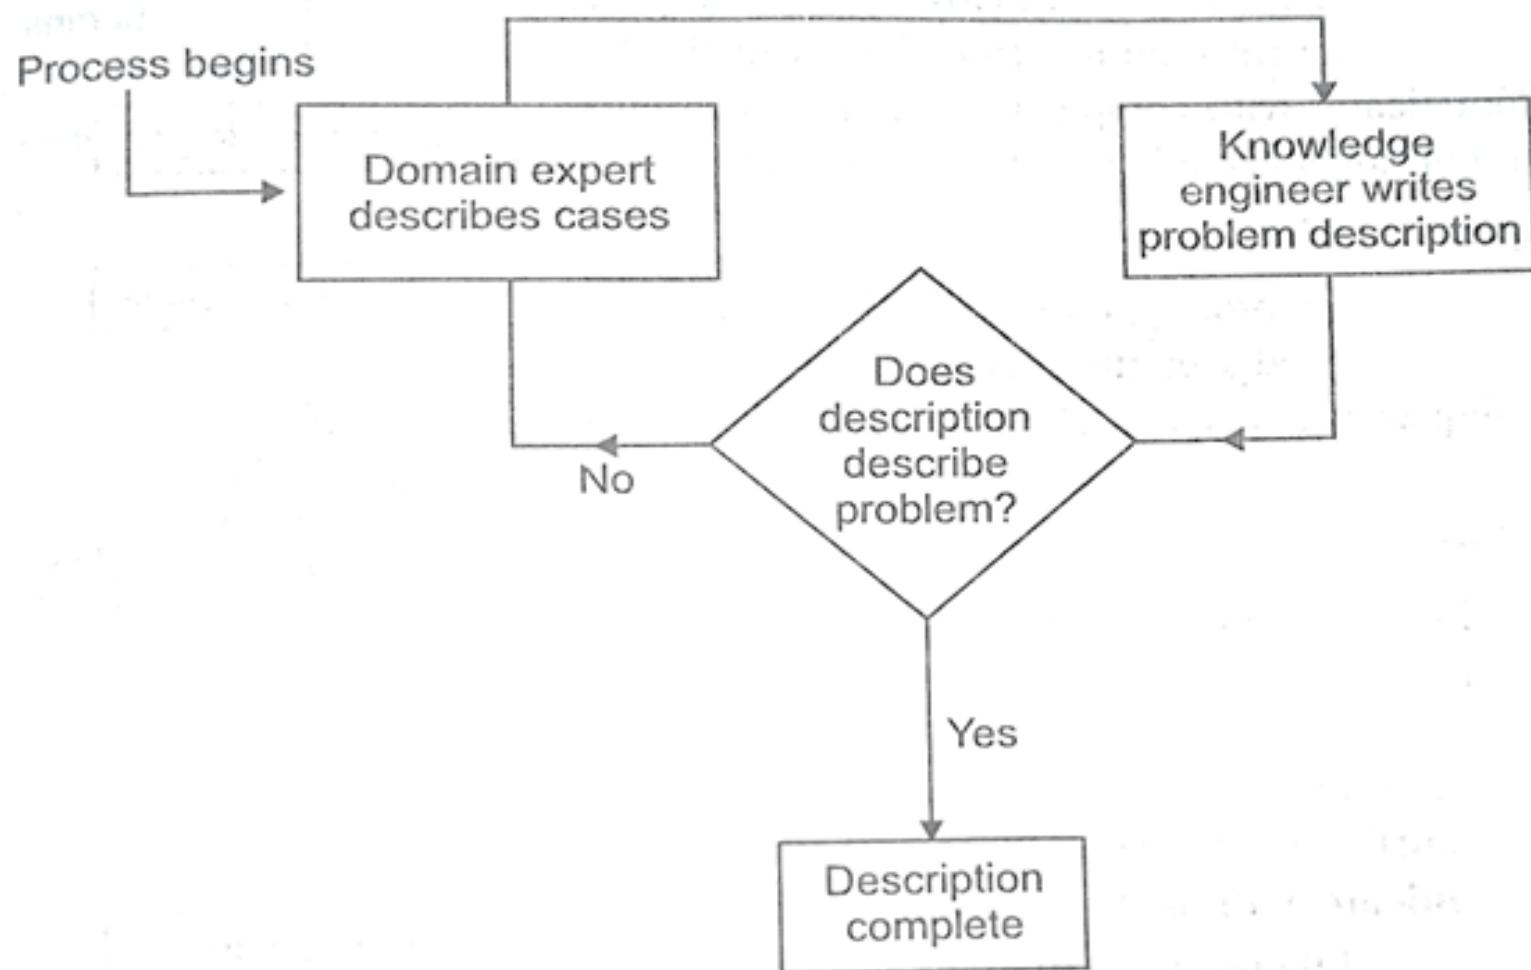 Process begins
Domain expert
describes cases
Knowledge
engineer writes
problem description
Does
description
describe
problem?
No
Yes
Description
complete